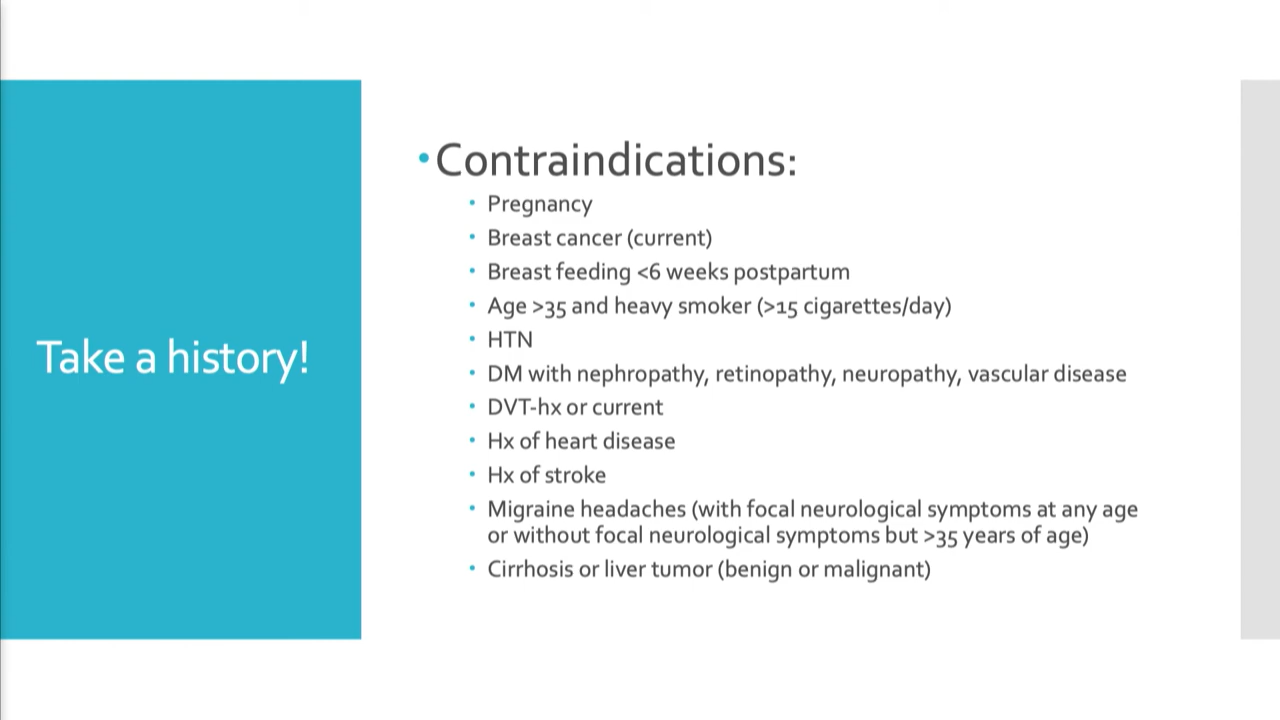 Take a history!
• Contraindications:
• Pregnancy
• Breast cancer (current)
• Breast feeding <6 weeks postpartum
• Age >35 and heavy smoker (>15 cigarettes/day)
• HTN
• DM with nephropathy, retinopathy, neuropathy, vascular disease
• DVT-hx or current
• Hx of heart disease
• Hx of stroke
• Migraine headaches (with focal neurological symptoms at any age
or without focal neurological symptoms but >35 years of age)
• Cirrhosis or liver tumor (benign or malignant)